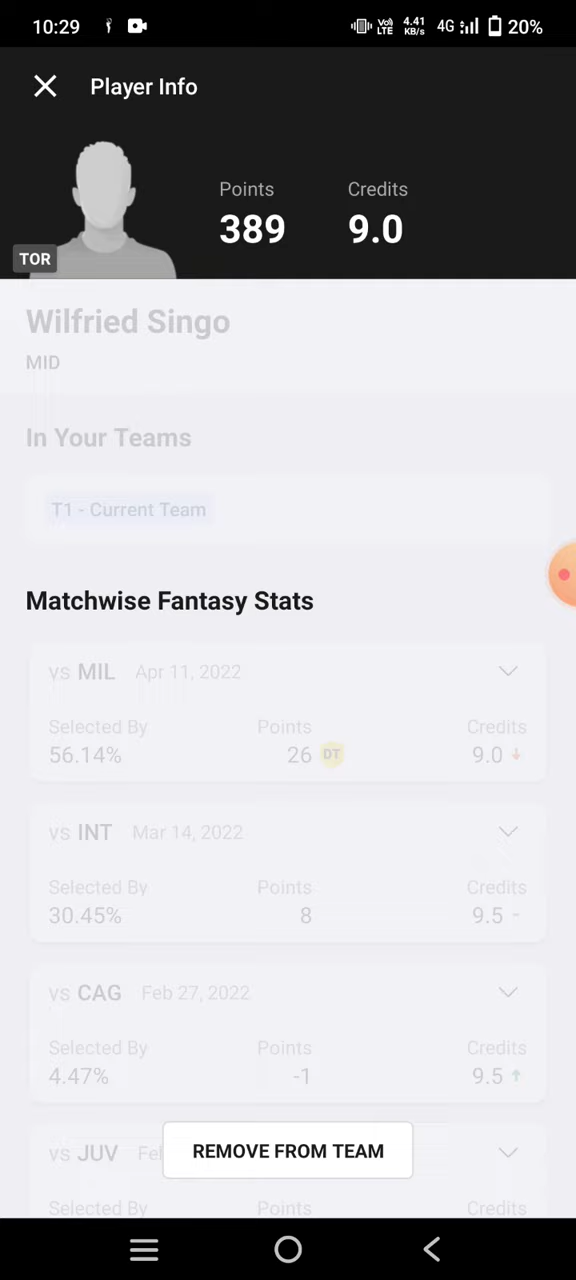 10:29 Vo) LTE 4.41 KB/s 4G 20%
Player Info
Points Credits
389 9.0
TOR
Wilfried Singo
MID
In Your Teams
T1 - Current Team
Matchwise Fantasy Stats
vs MIL Apr 11, 2022
Selected By Points Credits
56.14% 26 DT 9.0
vs INT Mar 14, 2022
Selected By Points Credits
30.45% 8 9.5 -
vs CAG Feb 27, 2022
Selected By Points Credits
4.47% -1 9.5
vs JUV Fel
REMOVE FROM TEAM
Selected By Points Credits